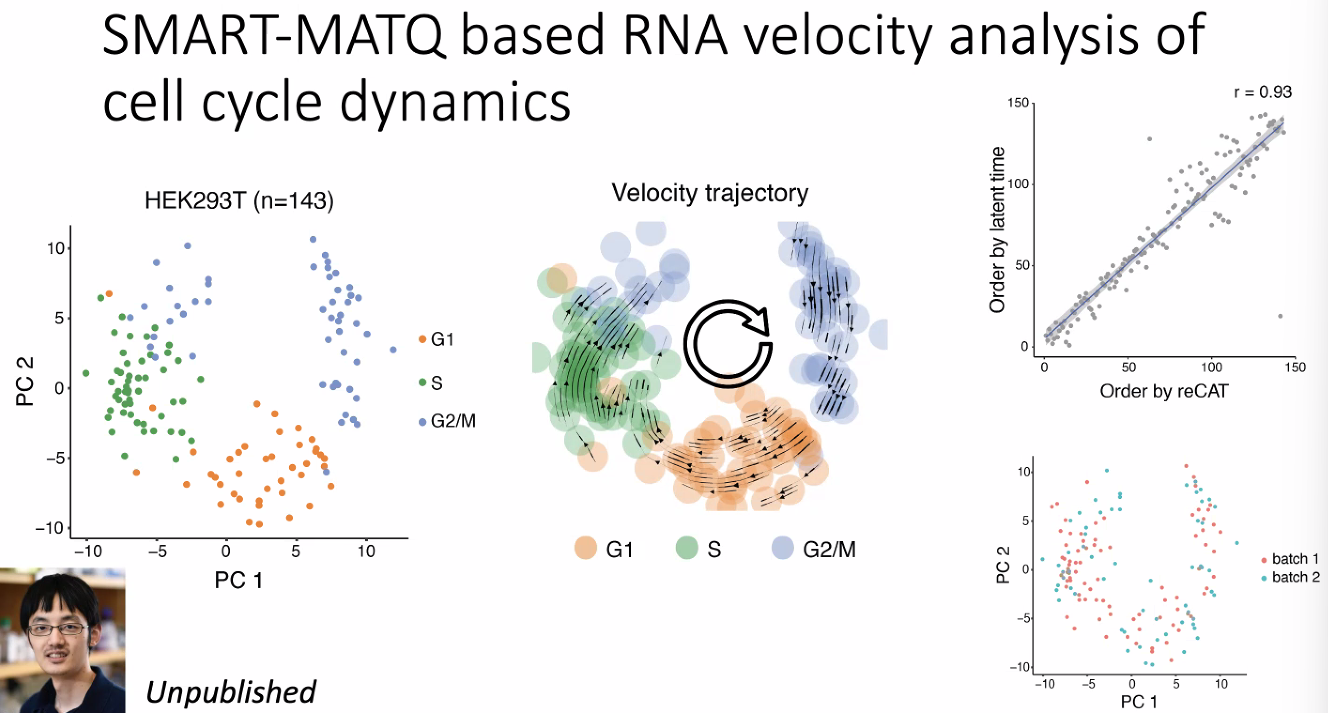 SMART-MATQ based RNA velocity analysis of
cell cycle dynamics
HEK293T (n=143)
PC 2
10
5
0
−5
−10
−10 −5 0 5 10
PC 1
G1
S
G2/M
Velocity trajectory
G1 S G2/M
r = 0.93
Order by latent time
150
100
50
0
0 50 100 150
Order by reCAT
PC 2
10
5
0
−5
−10
−10 −5 0 5 10
PC 1
batch 1
batch 2
Unpublished